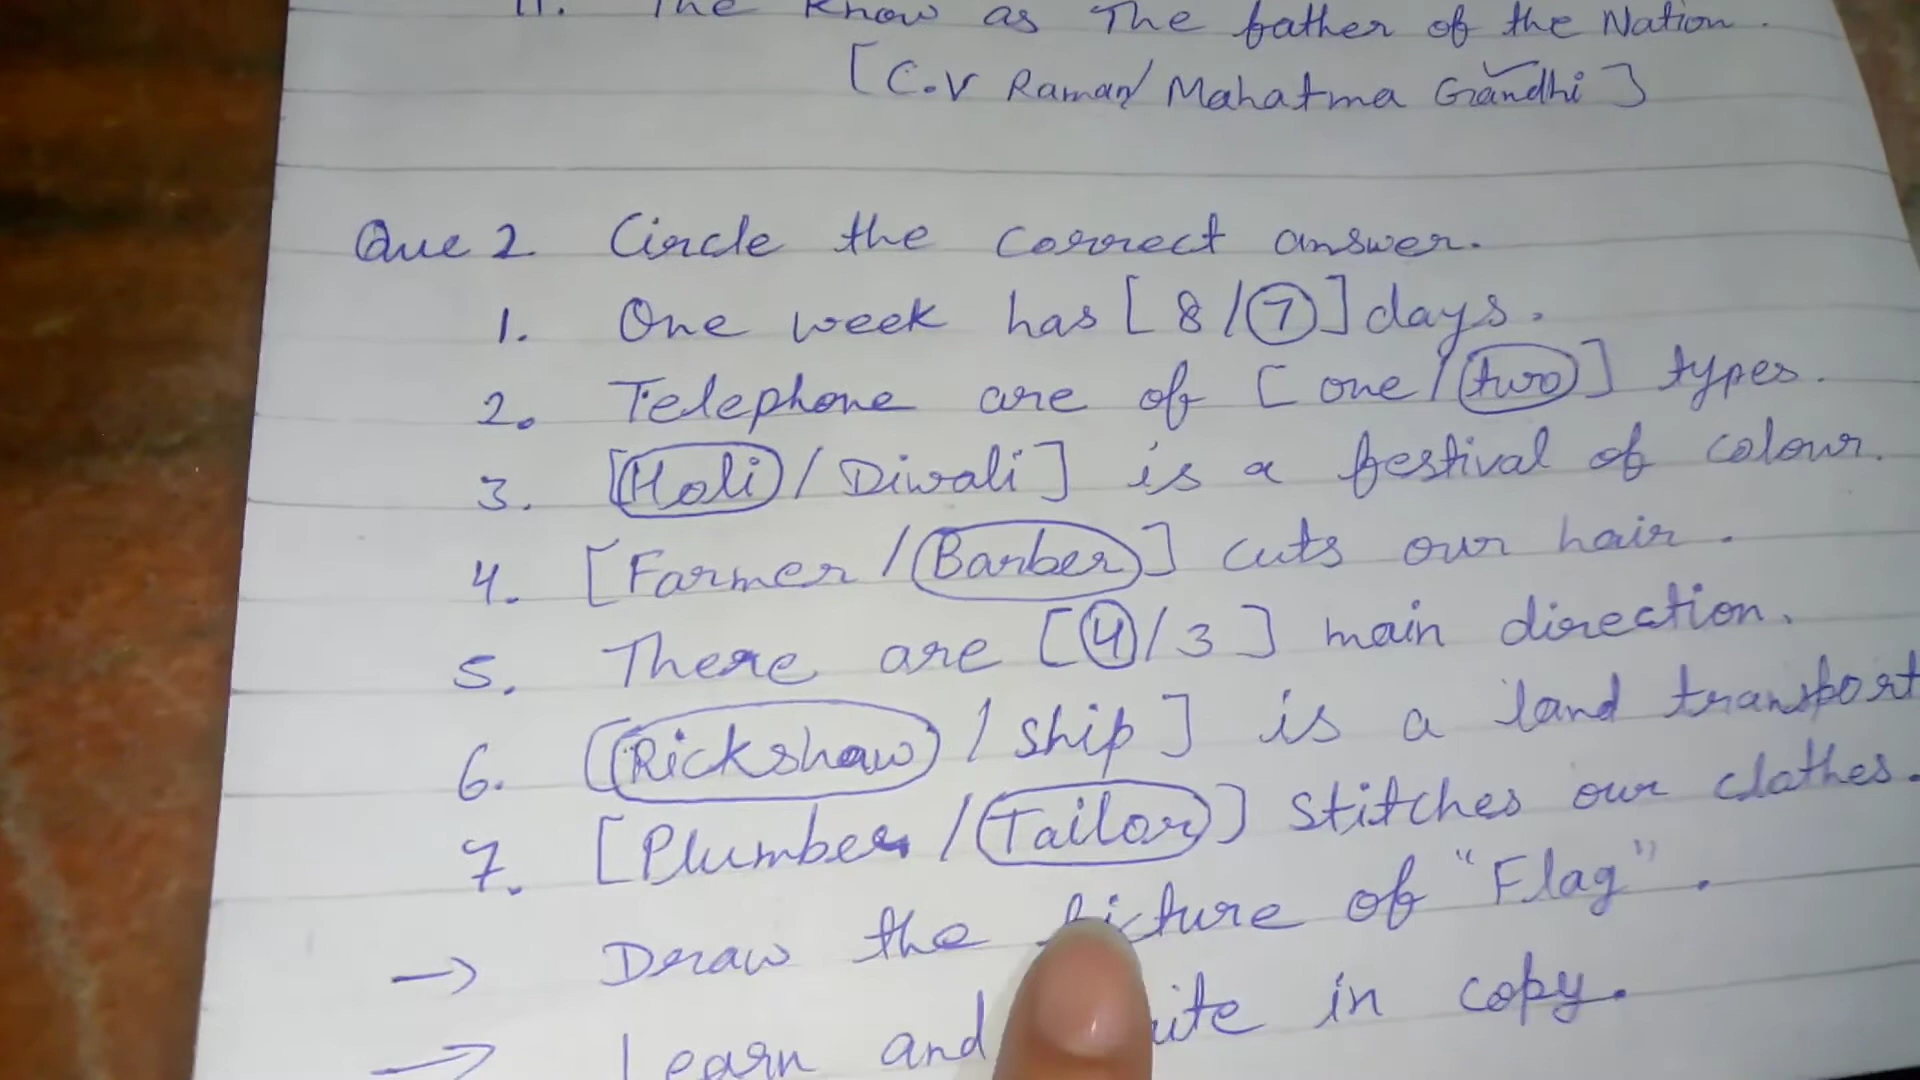 11. The Know as The father of the Nation.
[C.V Raman/ Mahatma Gandhi]
Que 2. Circle the correct answer.
1. One week has [8/7] days.
2. Telephone are of [one/two] types.
3. [Holi/Diwali] is a festival of colour.
4. [Farmer/Barber] cuts our hair.
5. There are [4/3] main direction.
6. [Rickshaw/ship] is a land transport
7. [Plumber/Tailor] stitches our clathes.
→ Draw the picture of "Flag".
→ Learn and in copy.